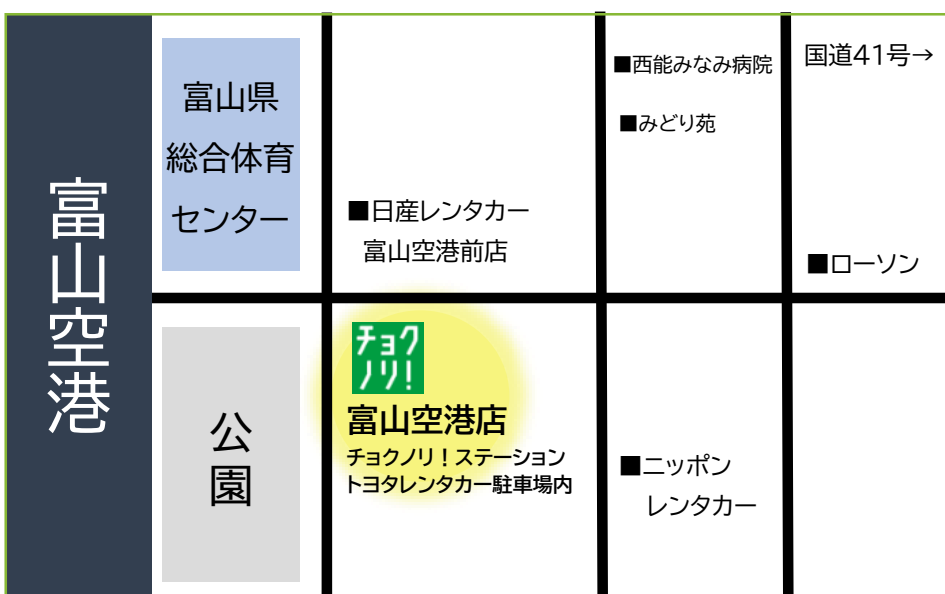 富山空港
富山県
総合体育
センター
■日産レンタカー
富山空港前店
■西能みなみ病院
■みどり苑
国道41号→
■ローソン
公園
チョク
ノリ!
富山空港店
チョクノリ！ステーション
トヨタレンタカー駐車場内
■ニッポン
レンタカー